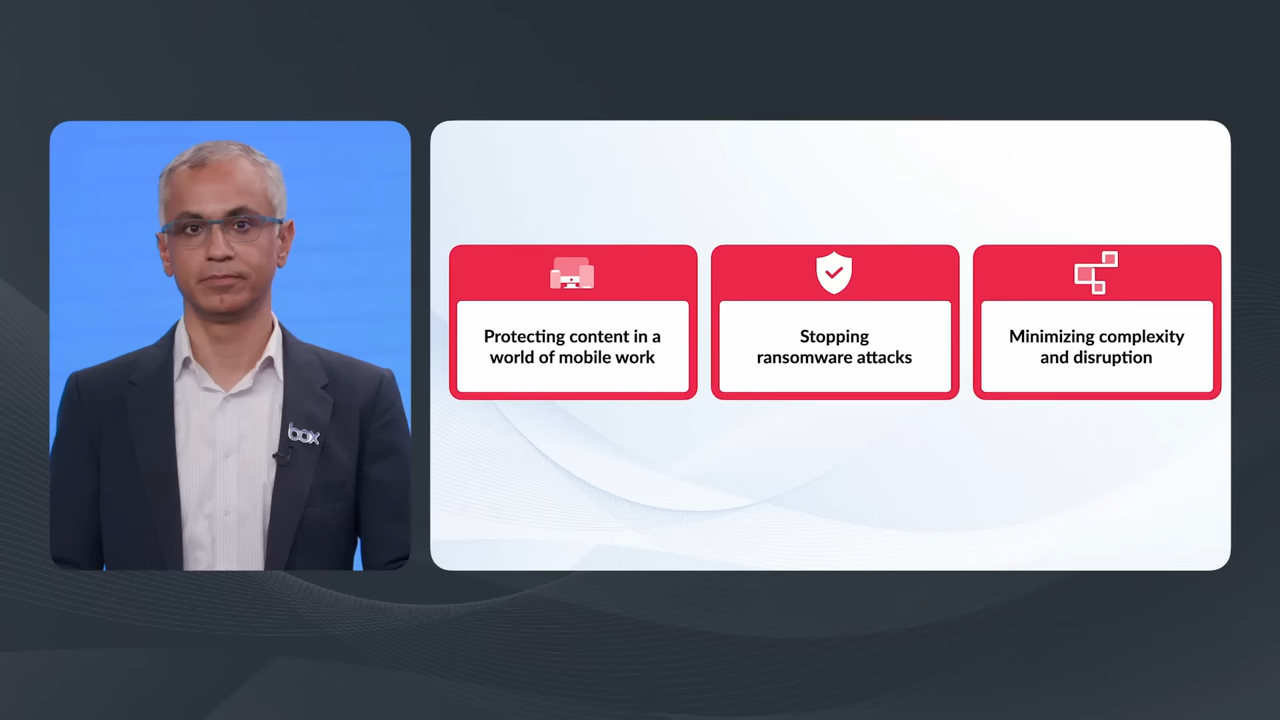 box
Protecting content in a
world of mobile work
Stopping
ransomware attacks
Minimizing complexity
and disruption